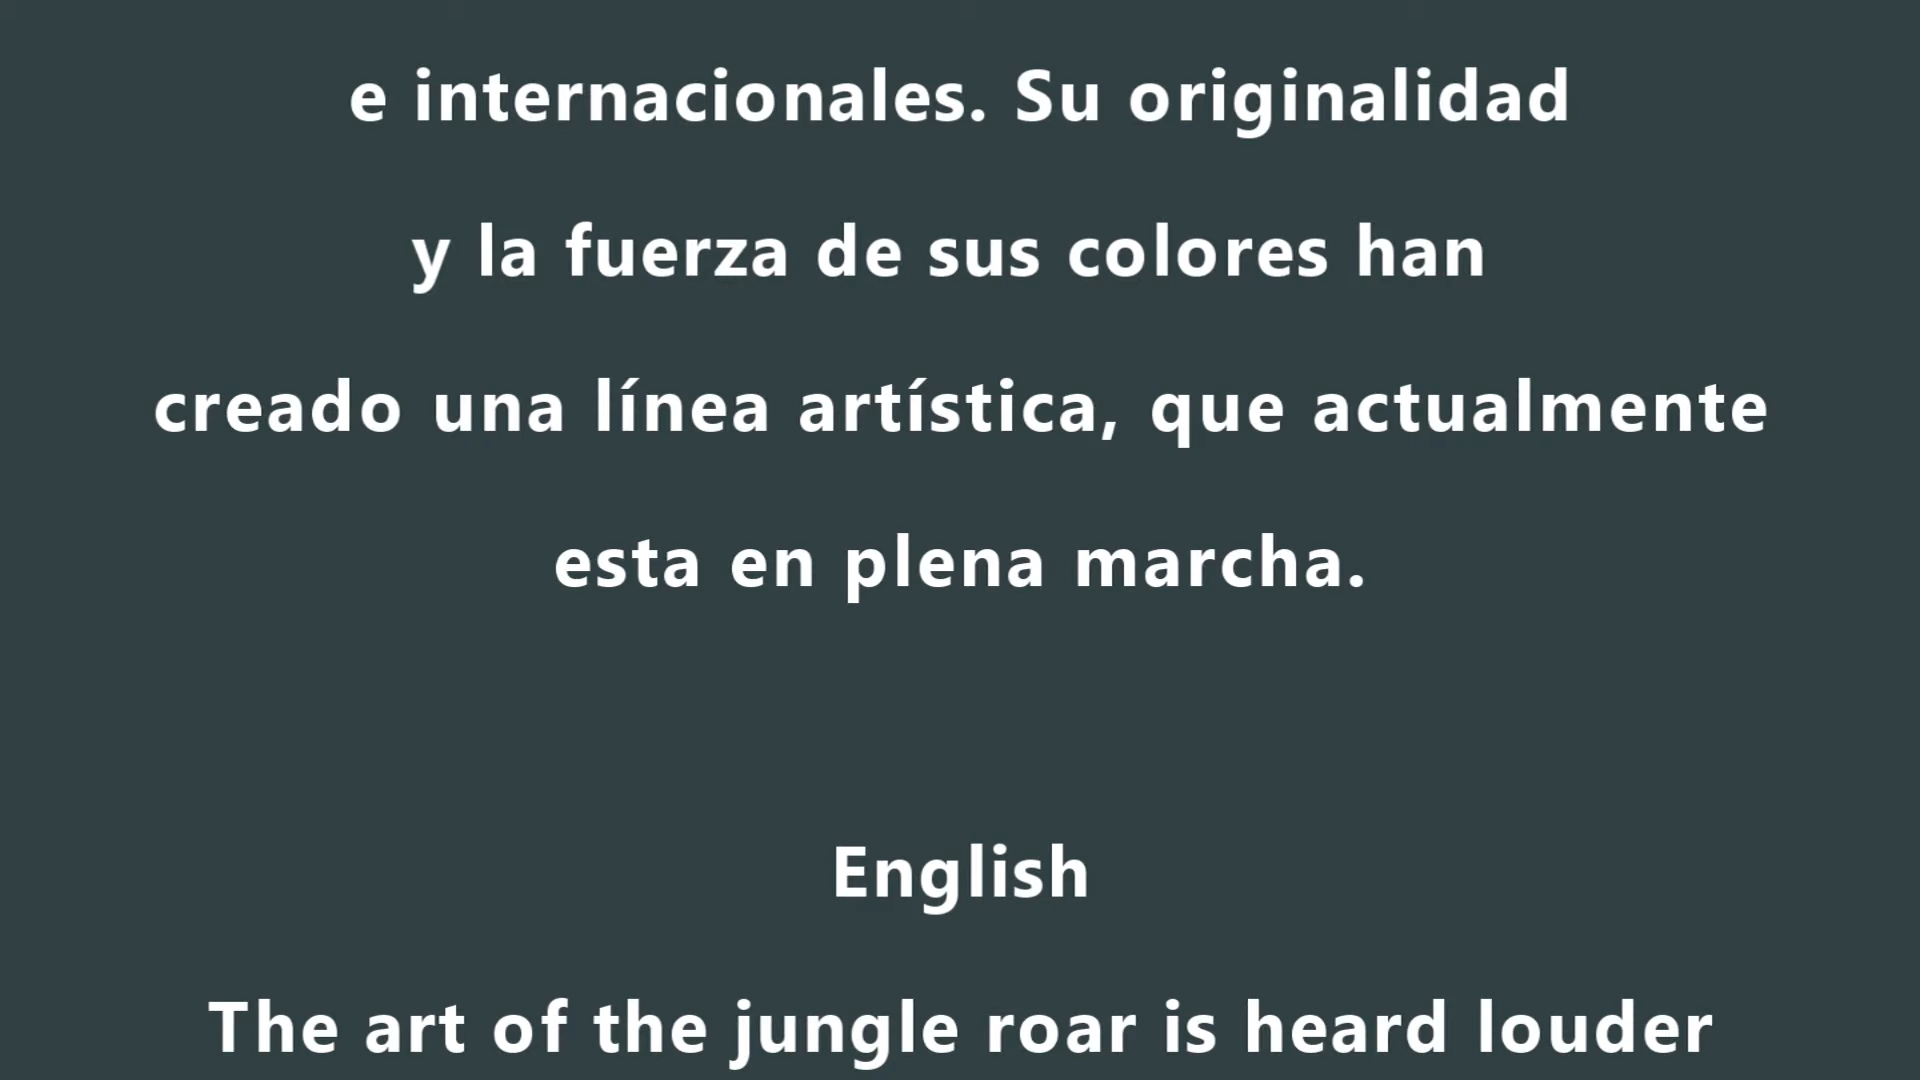 e internacionales. Su originalidad
y la fuerza de sus colores han
creado una línea artística, que actualmente
esta en plena marcha.
English
The art of the jungle roar is heard louder